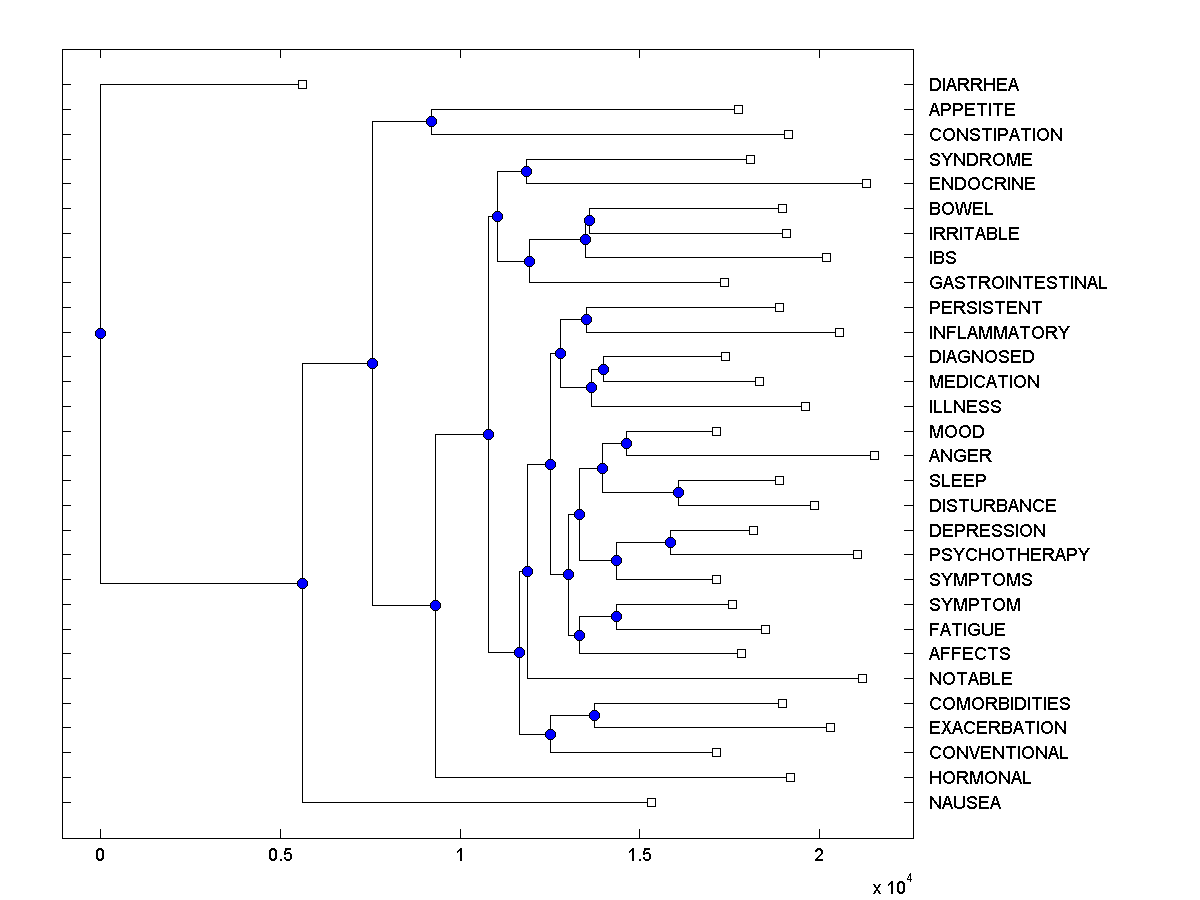 DIARRHEA
APPETITE
CONSTIPATION
SYNDROME
ENDOCRINE
BOWEL
IRRITABLE
IBS
GASTROINTESTINAL
PERSISTENT
INFLAMMATORY
DIAGNOSED
MEDICATION
ILLNESS
MOOD
ANGER
SLEEP
DISTURBANCE
DEPRESSION
PSYCHOTHERAPY
SYMPTOMS
SYMPTOM
FATIGUE
AFFECTS
NOTABLE
COMORBIDITIES
EXACERBATION
CONVENTIONAL
HORMONAL
NAUSEA
0 0.5 1 1.5 2
x 10^4